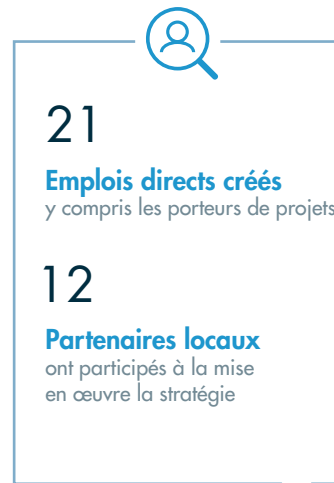 21
Emplois directs créés
y compris les porteurs de projets
12
Partenaires locaux
ont participés à la mise
en œuvre la stratégie